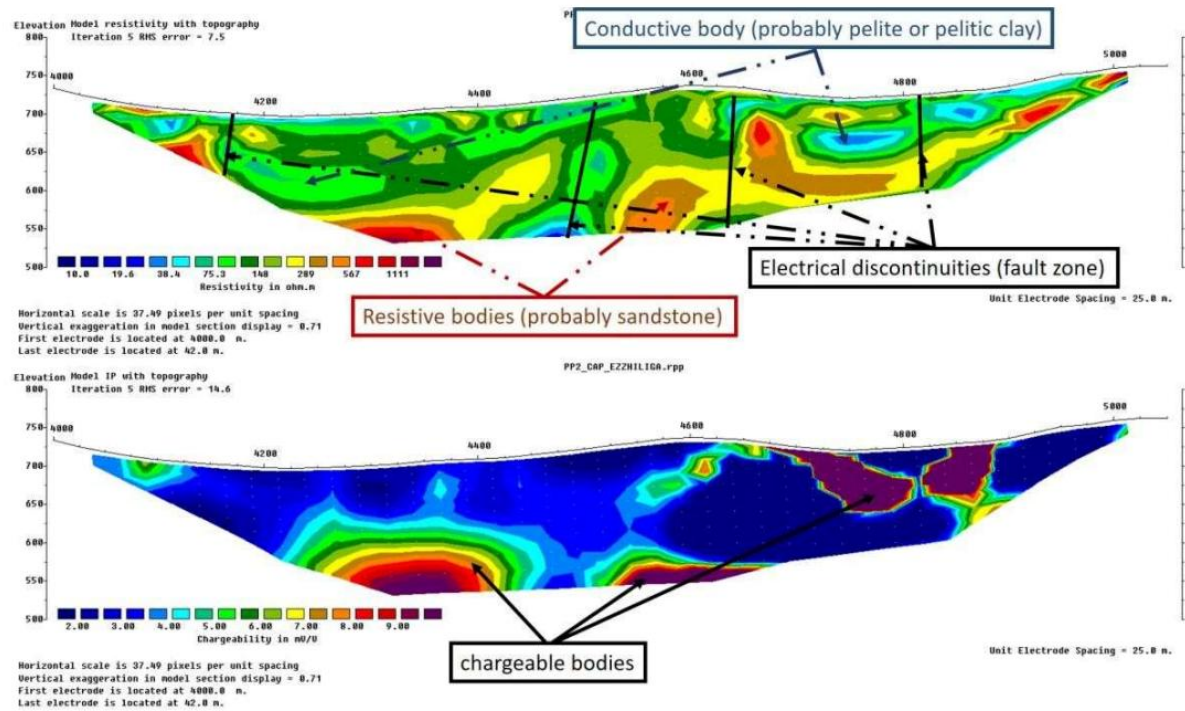 Elevation Model resistivity with topography
Iteration 5 RMS error = 7.5
Conductive body (probably pelite or pelitic clay)
800
750
700
650
600
550
500
4000
4200
4400
4600
4800
5000
10.0 19.6 38.4 75.3 148 289 567 1111
Resistivity in ohm.m
Electrical discontinuities (fault zone)
Resistive bodies (probably sandstone)
Unit Electrode Spacing = 25.0 m.
Horizontal scale is 37.49 pixels per unit spacing
Vertical exaggeration in model section display = 0.71
First electrode is located at 4000.0 m.
Last electrode is located at 42.0 m.
PP2_CAP_EZZHILIGA.rpp
Elevation Model IP with topography
Iteration 5 RMS error = 14.6
800
750
700
650
600
550
500
4000
4200
4400
4600
4800
5000
2.00 3.00 4.00 5.00 6.00 7.00 8.00 9.00
Chargeability in mV/V
chargeable bodies
Unit Electrode Spacing = 25.0 m.
Horizontal scale is 37.49 pixels per unit spacing
Vertical exaggeration in model section display = 0.71
First electrode is located at 4000.0 m.
Last electrode is located at 42.0 m.